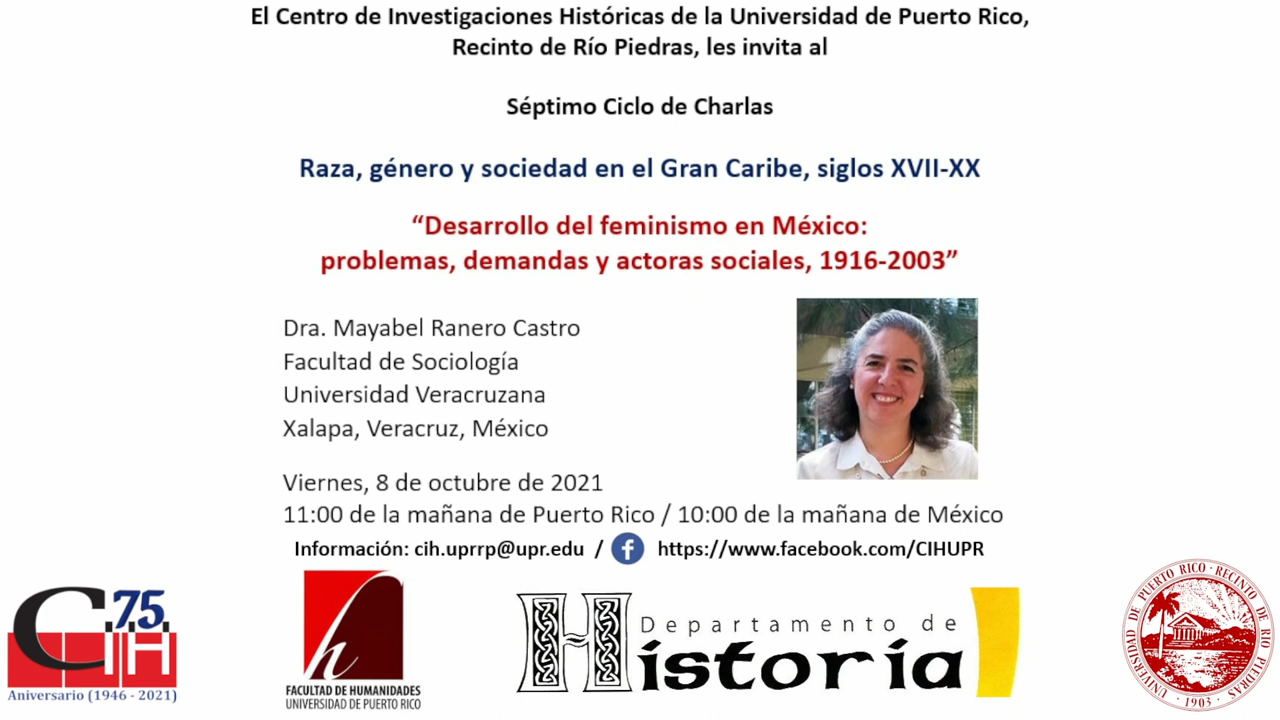 El Centro de Investigaciones Históricas de la Universidad de Puerto Rico,
Recinto de Río Piedras, les invita al
Séptimo Ciclo de Charlas
Raza, género y sociedad en el Gran Caribe, siglos XVII-XX
“Desarrollo del feminismo en México:
problemas, demandas y actoras sociales, 1916-2003”
Dra. Mayabel Ranero Castro
Facultad de Sociología
Universidad Veracruzana
Xalapa, Veracruz, México
Viernes, 8 de octubre de 2021
11:00 de la mañana de Puerto Rico / 10:00 de la mañana de México
Información: cih.uprrp@upr.edu / f https://www.facebook.com/CIHUPR
C.I.H. 75
Aniversario (1946 - 2021)
h
FACULTAD DE HUMANIDADES
UNIVERSIDAD DE PUERTO RICO
Departamento de
Historia
UNIVERSIDAD DE PUERTO RICO · RECINTO DE RÍO PIEDRAS
· 1903 ·